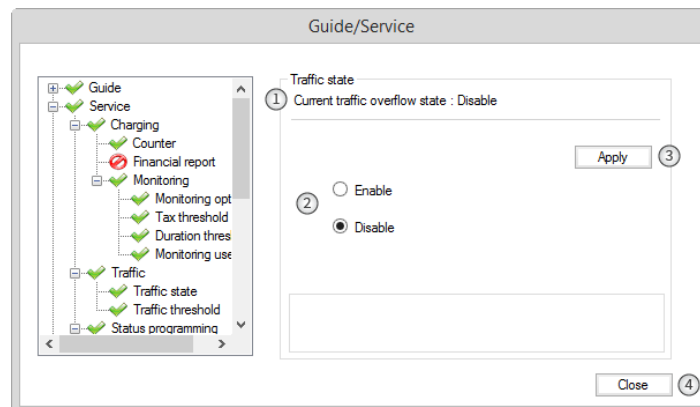 Guide/Service
Guide
Service
Charging
Counter
Financial report
Monitoring
Monitoring opt
Tax threshold
Duration thres
Monitoring use
Traffic
Traffic state
Traffic threshold
Status programming
Traffic state
1 Current traffic overflow state : Disable
Apply 3
2
Enable
Disable
Close 4